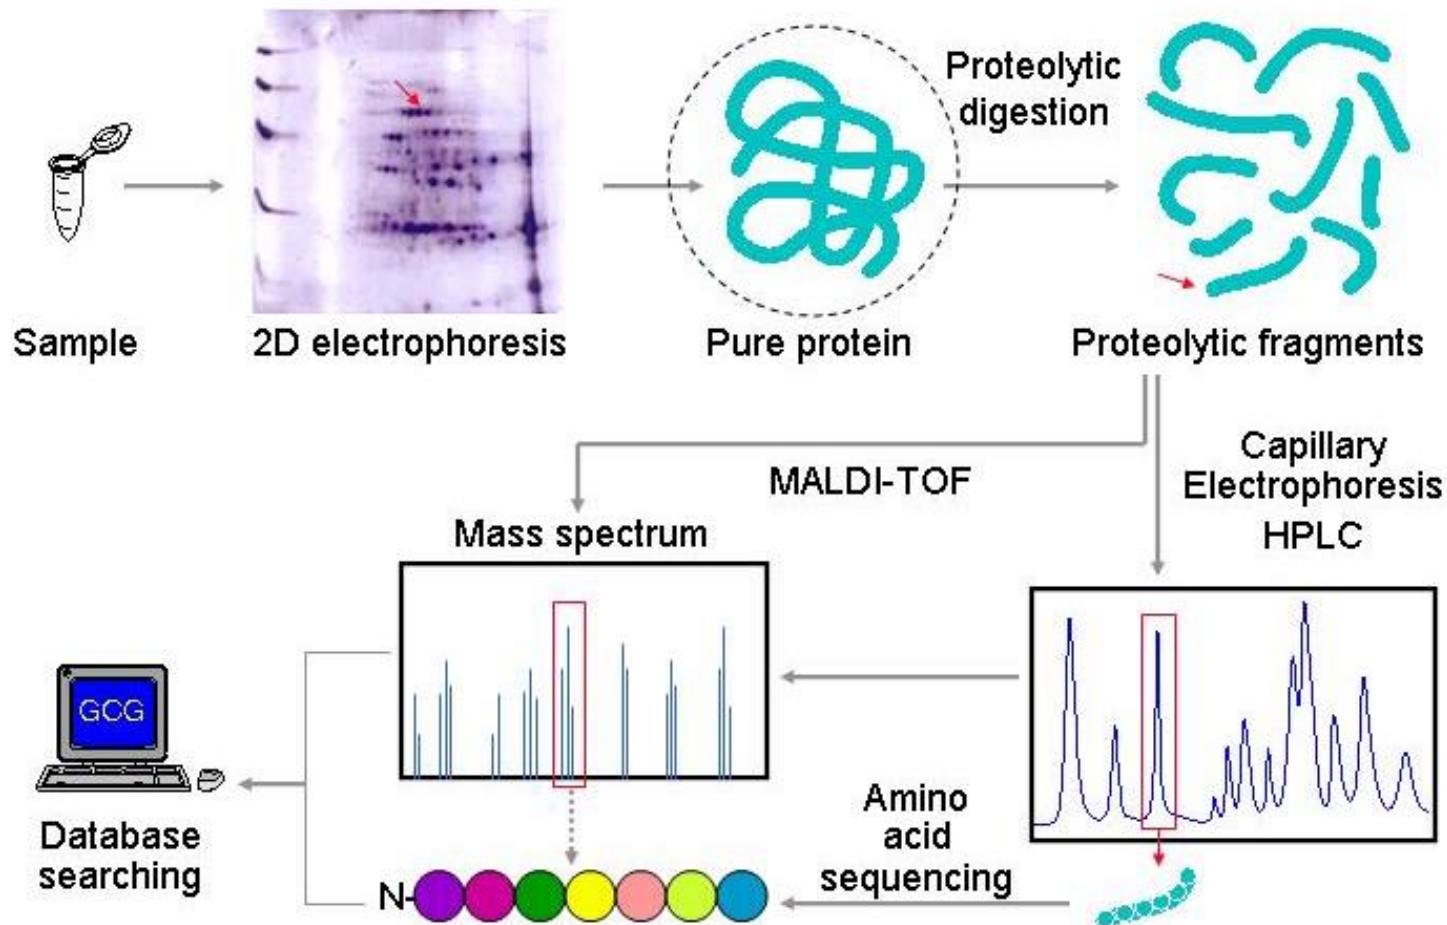 Proteolytic
digestion
Sample
2D electrophoresis
Pure protein
Proteolytic fragments
MALDI-TOF
Capillary
Electrophoresis
HPLC
Mass spectrum
GCG
Database
searching
Amino
acid
sequencing
N-